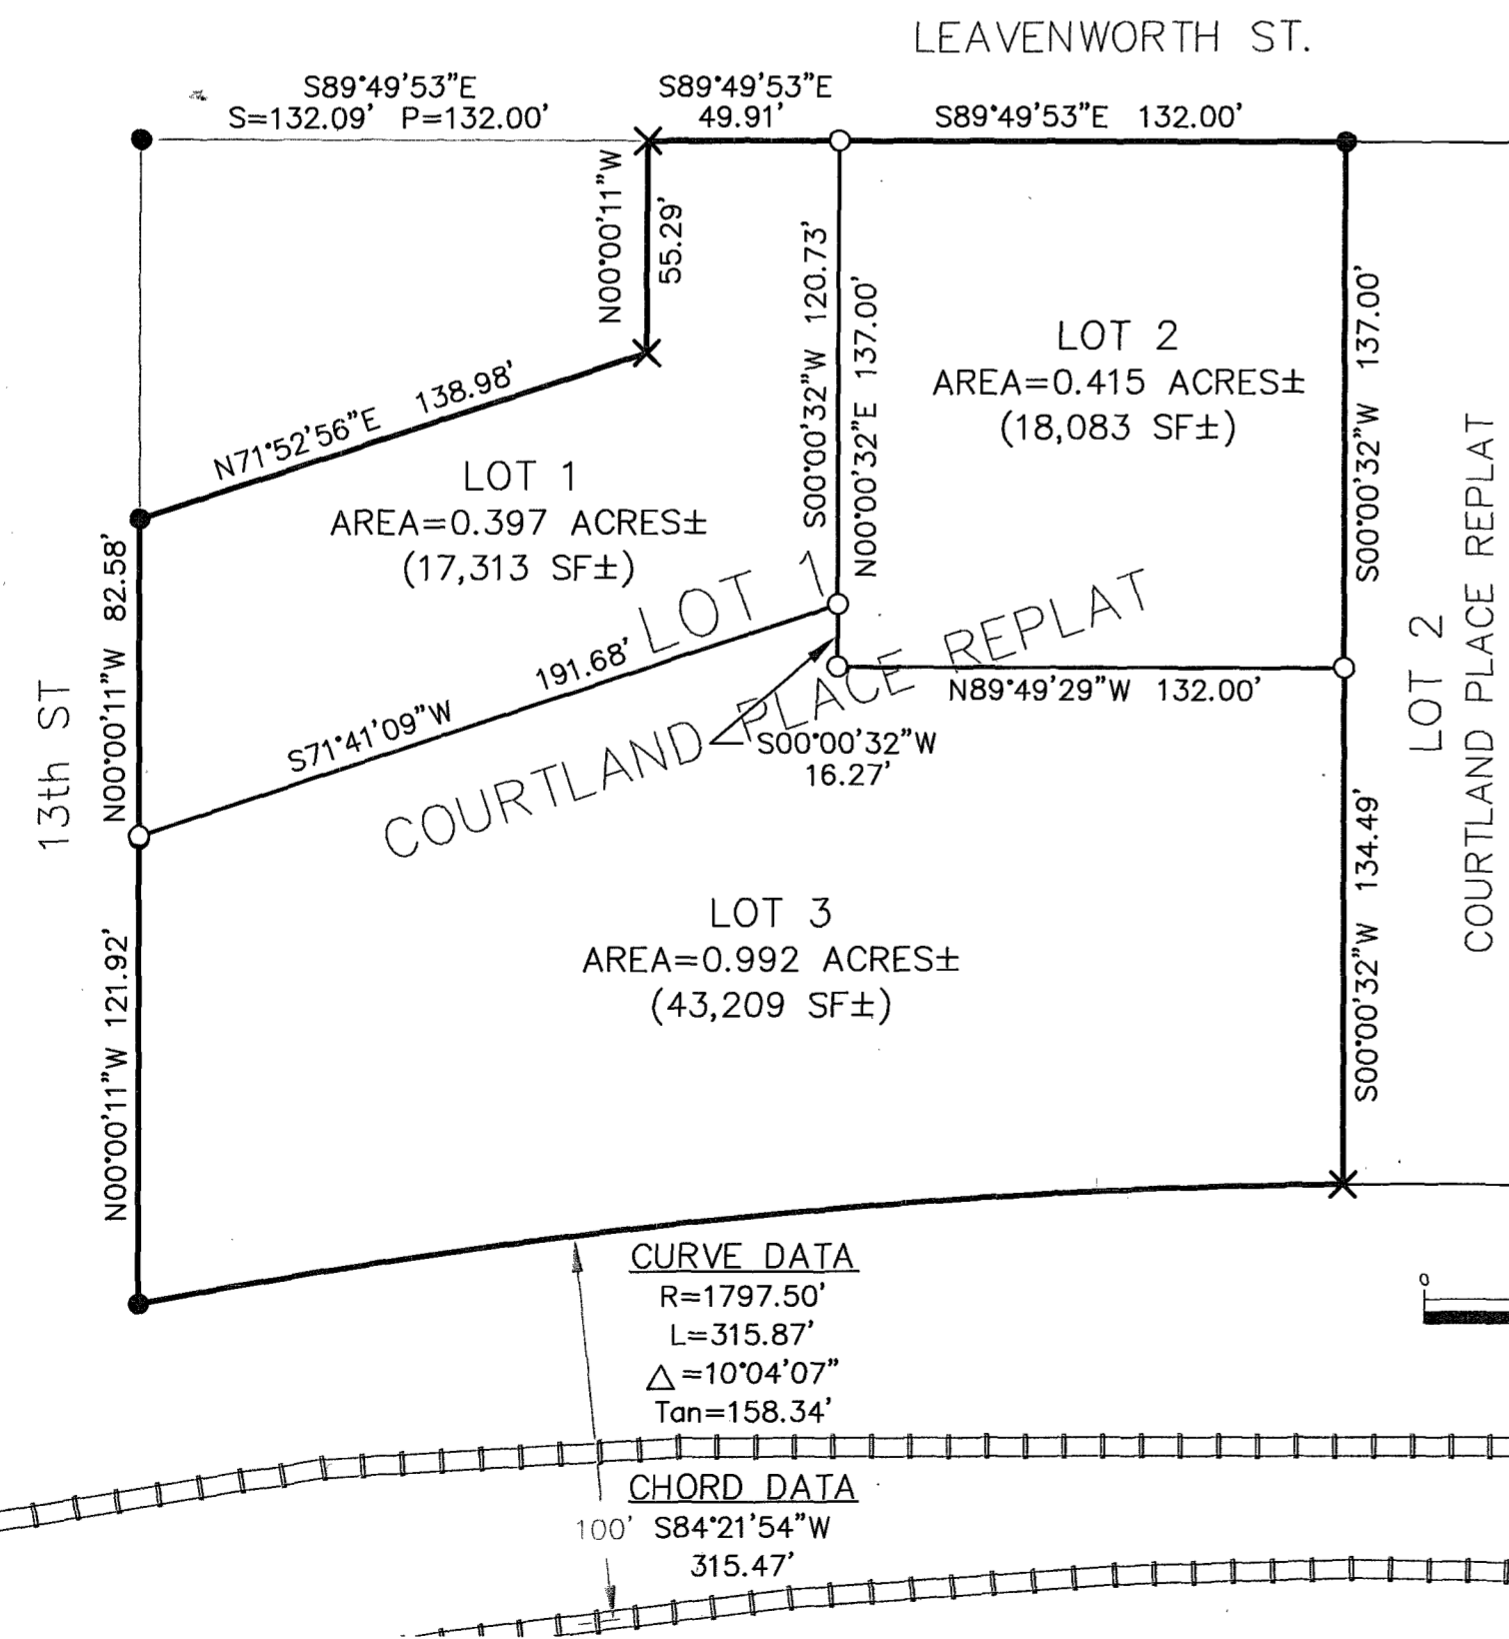 LEAVENWORTH ST.
S89°49'53"E
S=132.09' P=132.00'
S89°49'53"E
49.91'
S89°49'53"E 132.00'
N00°00'11"W
55.29'
S00°00'32"W 120.73'
N00°00'32"E 137.00'
LOT 2
AREA=0.415 ACRES±
(18,083 SF±)
S00°00'32"W 137.00'
N71°52'56"E 138.98'
LOT 1
AREA=0.397 ACRES±
(17,313 SF±)
N00°00'11"W 82.58'
13th ST
S71°41'09"W 191.68'
LOT 1
COURTLAND PLACE REPLAT
N89°49'29"W 132.00'
S00°00'32"W
16.27'
LOT 2
COURTLAND PLACE REPLAT
LOT 3
AREA=0.992 ACRES±
(43,209 SF±)
N00°00'11"W 121.92'
S00°00'32"W 134.49'
CURVE DATA
R=1797.50'
L=315.87'
△=10°04'07"
Tan=158.34'
0
CHORD DATA
100'
S84°21'54"W
315.47'